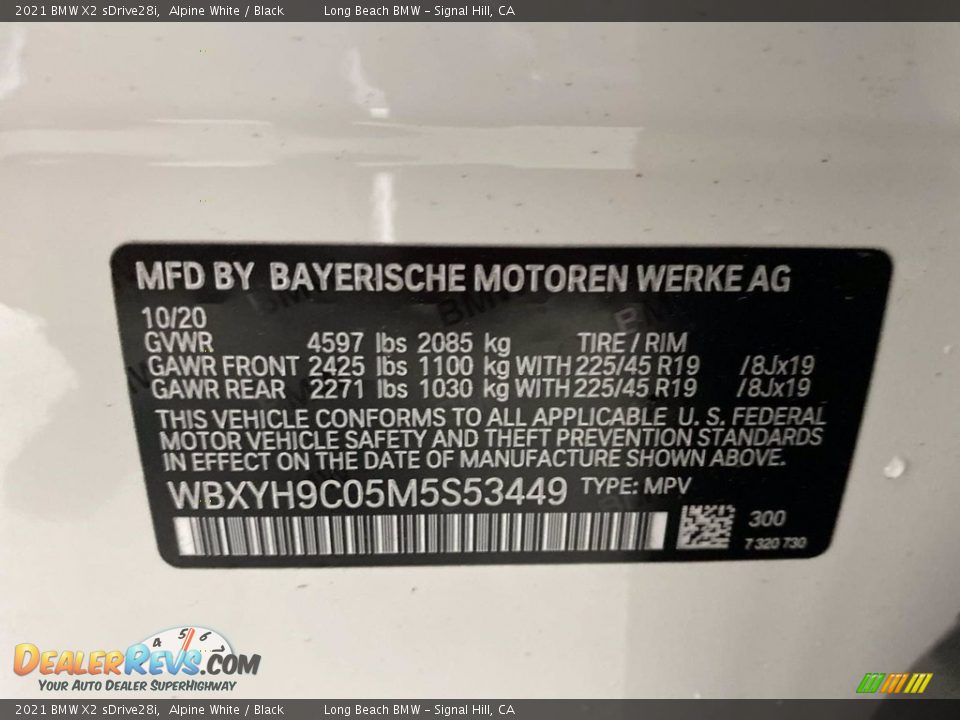 2021 BMW X2 sDrive28i, Alpine White / Black Long Beach BMW - Signal Hill, CA
MFD BY BAYERISCHE MOTOREN WERKE AG
10/20
GVWR 4597 lbs 2085 kg TIRE / RIM
GAWR FRONT 2425 lbs 1100 kg WITH 225/45 R19 /8Jx19
GAWR REAR 2271 lbs 1030 kg WITH 225/45 R19 /8Jx19
THIS VEHICLE CONFORMS TO ALL APPLICABLE U. S. FEDERAL
MOTOR VEHICLE SAFETY AND THEFT PREVENTION STANDARDS
IN EFFECT ON THE DATE OF MANUFACTURE SHOWN ABOVE.
WBXYH9C05M5S53449 TYPE: MPV
300
7 320 730
4 5 6
DEALERREVS.COM
YOUR AUTO DEALER SUPERHIGHWAY
2021 BMW X2 sDrive28i, Alpine White / Black Long Beach BMW - Signal Hill, CA